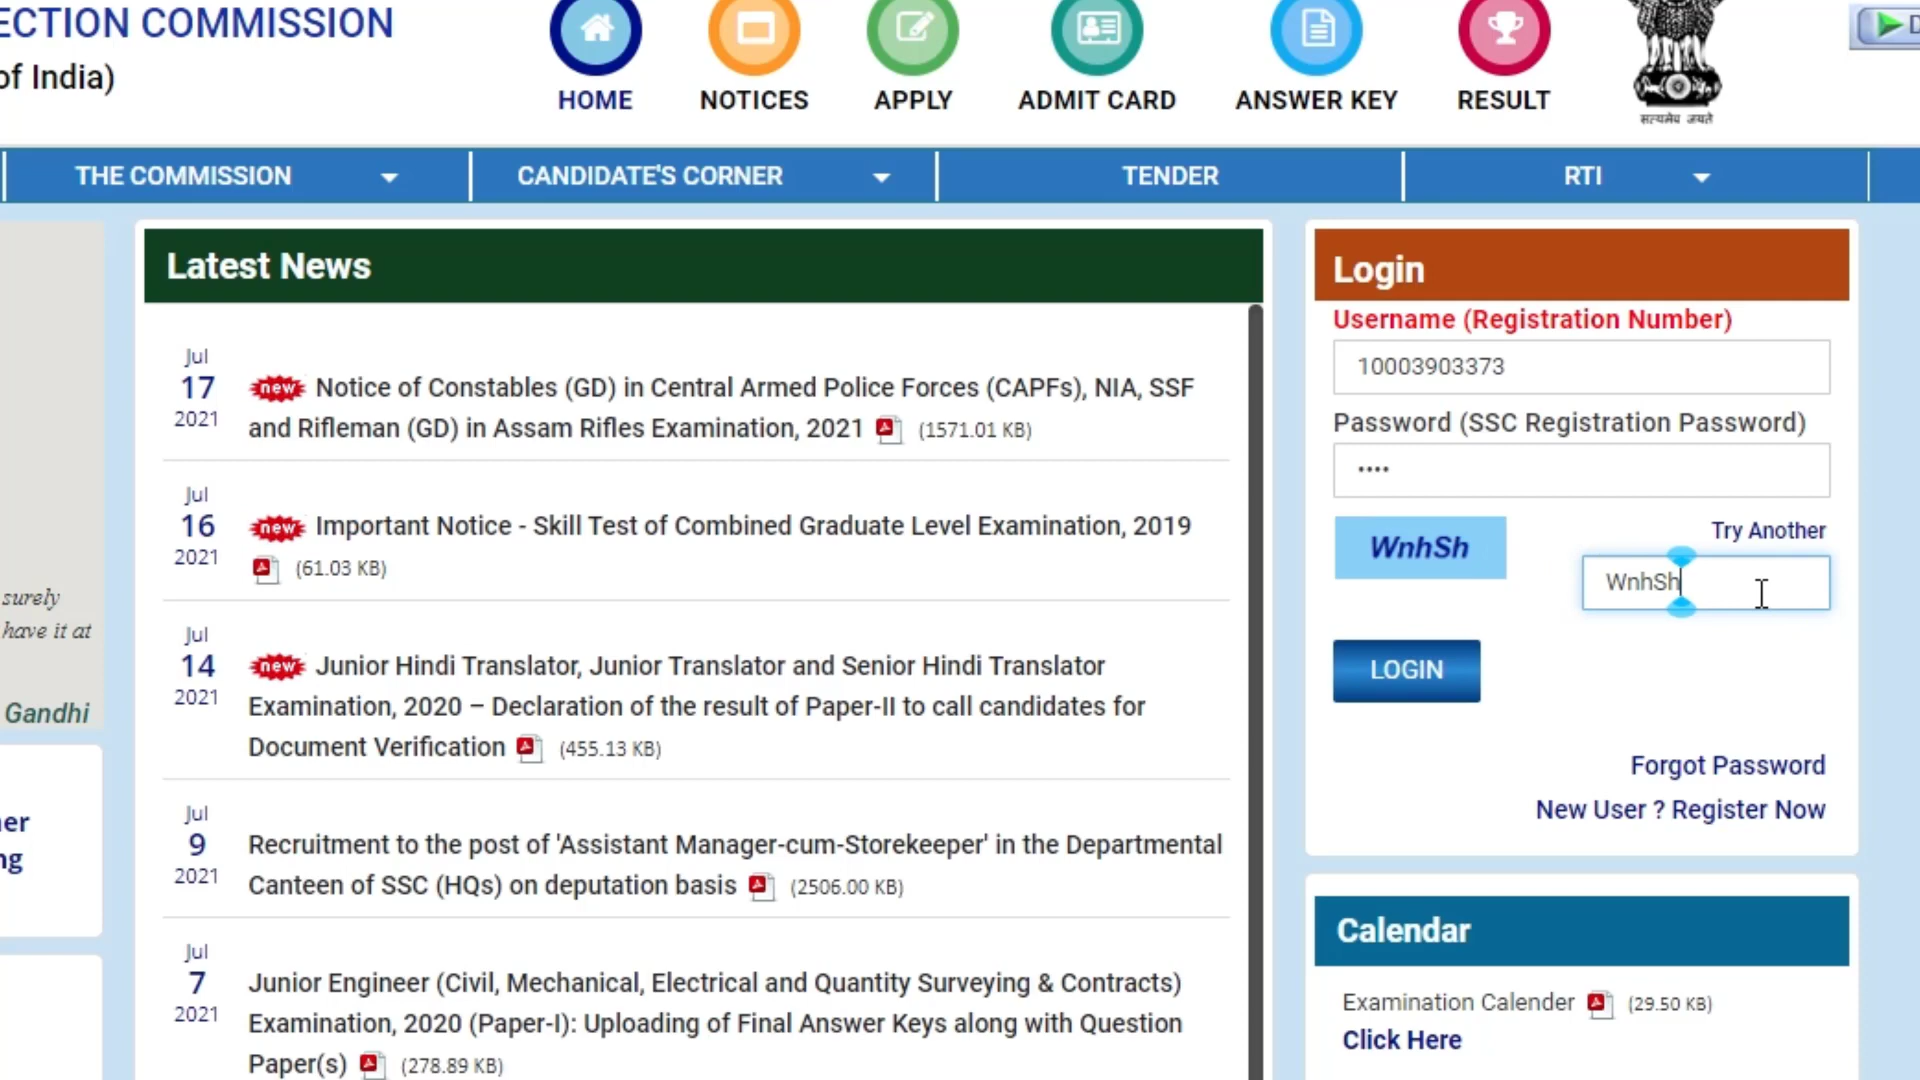 ECTION COMMISSION
of India)
HOME
NOTICES
APPLY
ADMIT CARD
ANSWER KEY
RESULT
सत्यमेव जयते
D
THE COMMISSION
CANDIDATE'S CORNER
TENDER
RTI
surely
have it at
Gandhi
er
ng
Latest News
Jul
17
2021
new Notice of Constables (GD) in Central Armed Police Forces (CAPFs), NIA, SSF
and Rifleman (GD) in Assam Rifles Examination, 2021 (1571.01 KB)
Jul
16
2021
new Important Notice - Skill Test of Combined Graduate Level Examination, 2019
(61.03 KB)
Jul
14
2021
new Junior Hindi Translator, Junior Translator and Senior Hindi Translator
Examination, 2020 – Declaration of the result of Paper-II to call candidates for
Document Verification (455.13 KB)
Jul
9
2021
Recruitment to the post of 'Assistant Manager-cum-Storekeeper' in the Departmental
Canteen of SSC (HQs) on deputation basis (2506.00 KB)
Jul
7
2021
Junior Engineer (Civil, Mechanical, Electrical and Quantity Surveying & Contracts)
Examination, 2020 (Paper-I): Uploading of Final Answer Keys along with Question
Paper(s) (278.89 KB)
Login
Username (Registration Number)
10003903373
Password (SSC Registration Password)
••••
WnhSh
Try Another
WnhSh
LOGIN
Forgot Password
New User ? Register Now
Calendar
Examination Calender (29.50 KB)
Click Here